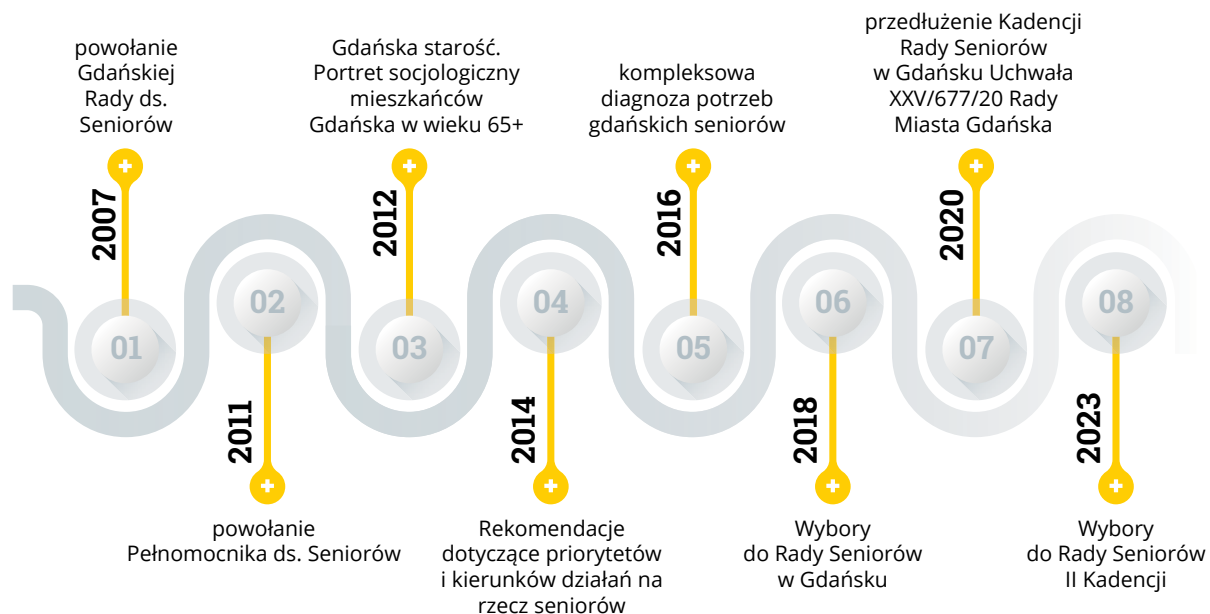 powołanie
Gdańskiej
Rady ds.
Seniorów
2007
01
02
2011
powołanie
Pełnomocnika ds. Seniorów
Gdańska starość.
Portret socjologiczny
mieszkańców
Gdańska w wieku 65+
2012
03
04
2014
Rekomendacje
dotyczące priorytetów
i kierunków działań na
rzecz seniorów
kompleksowa
diagnoza potrzeb
gdańskich seniorów
2016
05
06
2018
Wybory
do Rady Seniorów
w Gdańsku
przedłużenie Kadencji
Rady Seniorów
w Gdańsku Uchwała
XXV/677/20 Rady
Miasta Gdańska
2020
07
08
2023
Wybory
do Rady Seniorów
II Kadencji